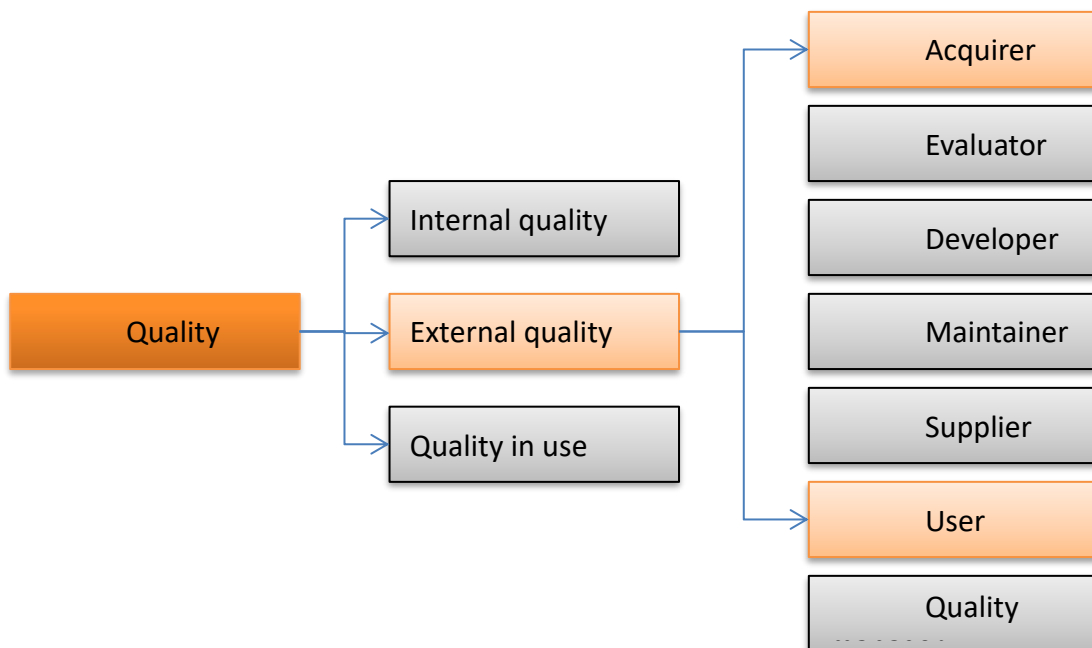 Quality
Internal quality
External quality
Quality in use
Acquirer
Evaluator
Developer
Maintainer
Supplier
User
Quality